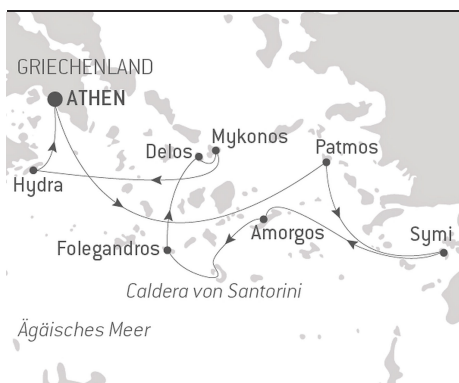 GRIECHENLAND
ATHEN
Mykonos
Delos
Patmos
Hydra
Amorgos
Symi
Folegandros
Caldera von Santorini
Ägäisches Meer